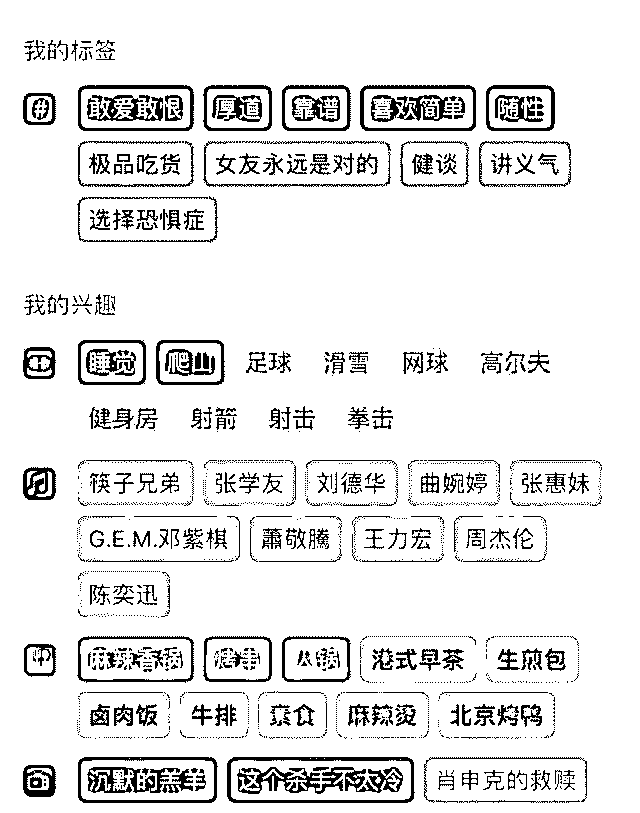 我的标签
敢爱敢恨 厚道 靠谱 喜欢简单 随性
极品吃货 女友永远是对的 健谈 讲义气
选择恐惧症
我的兴趣
睡觉 爬山 足球 滑雪 网球 高尔夫
健身房 射箭 射击 拳击
筷子兄弟 张学友 刘德华 曲婉婷 张惠妹
G.E.M.邓紫棋 蕭敬騰 王力宏 周杰伦
陈奕迅
麻辣香锅 烤串 火锅 港式早茶 生煎包
卤肉饭 牛排 素食 麻辣烫 北京烤鸭
沉默的羔羊 这个杀手不太冷 肖申克的救赎